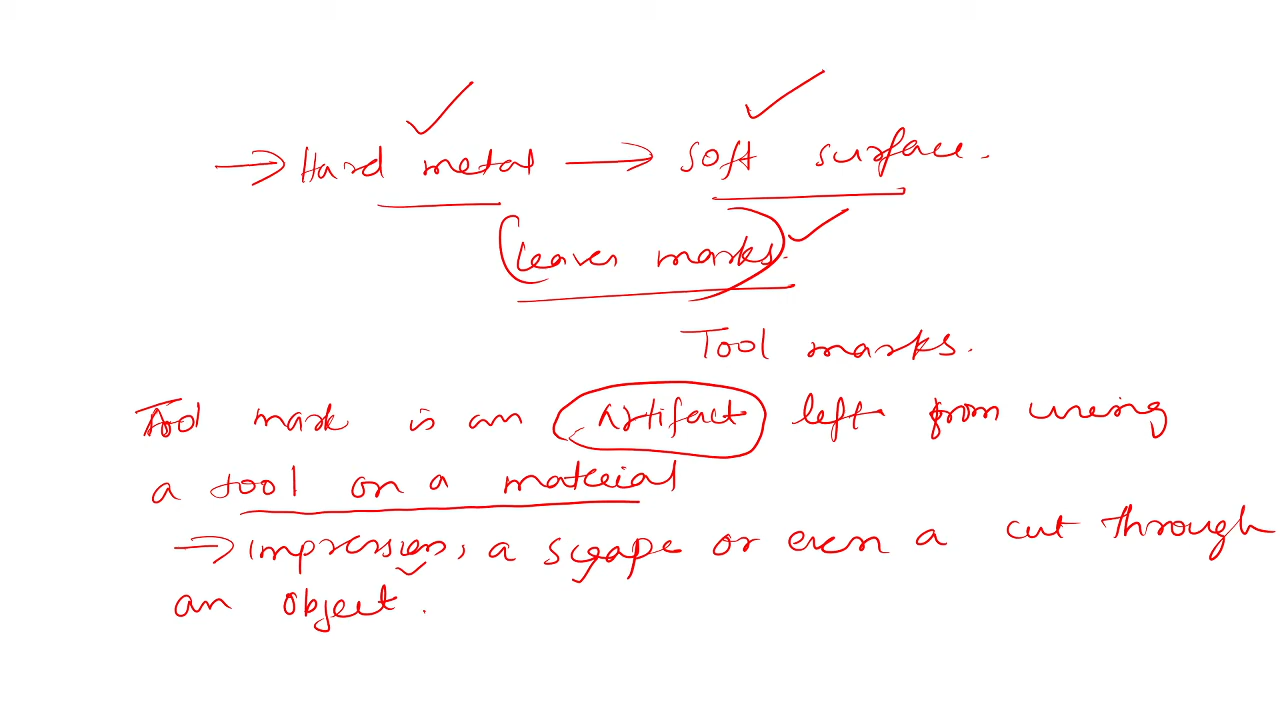 → Hard metal → soft surface.
(leaves marks.)
Tool marks.
Tool mark is an Artifact left from using
a tool on a material
→ impression, a scrape or even a cut through
an object.